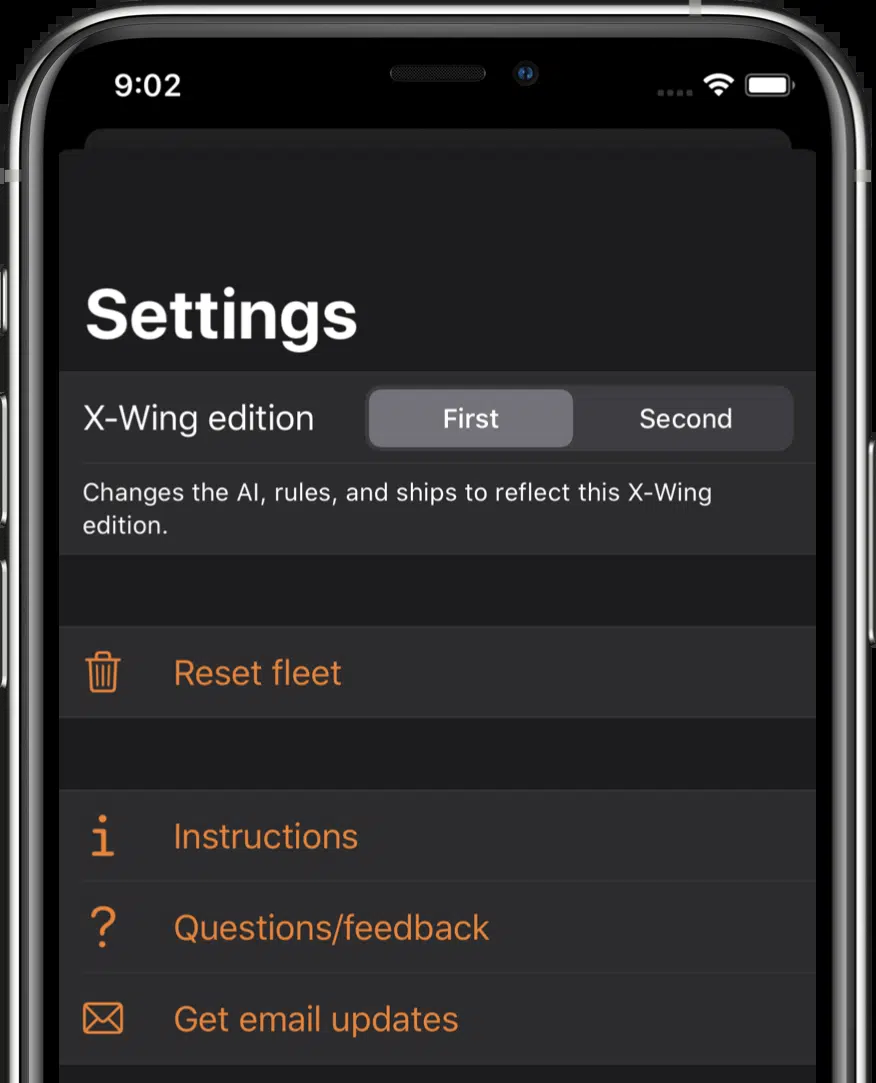 9:02
Settings
X-Wing edition First Second
Changes the AI, rules, and ships to reflect this X-Wing
edition.
Reset fleet
Instructions
Questions/feedback
Get email updates